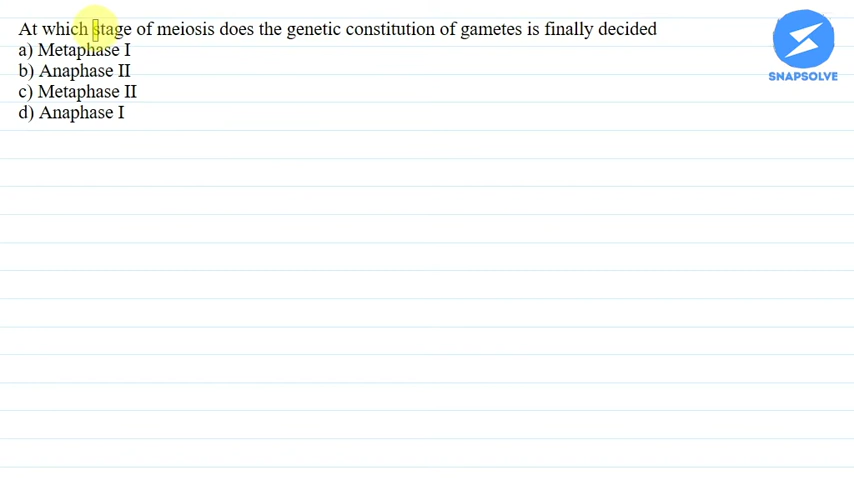 At which stage of meiosis does the genetic constitution of gametes is finally decided
a) Metaphase I
b) Anaphase II
c) Metaphase II
d) Anaphase I
SNAPSOLVE